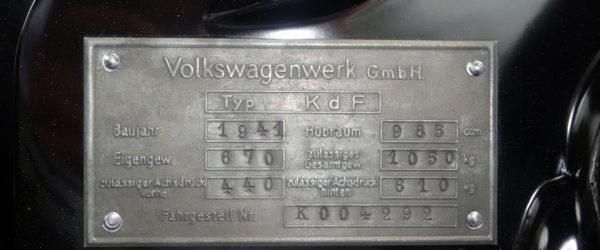 Volkswagenwerk G.m.b.H.
Typ KdF
Baujahr 1941 Hubraum 985 ccm
Eigengew. 670 zulässiges Gesamtgew. 1050 kg
zulässiger Achsdruck vorne 440 zulässiger Achsdruck hinten 610 kg
Fahrgestell Nr. K004292